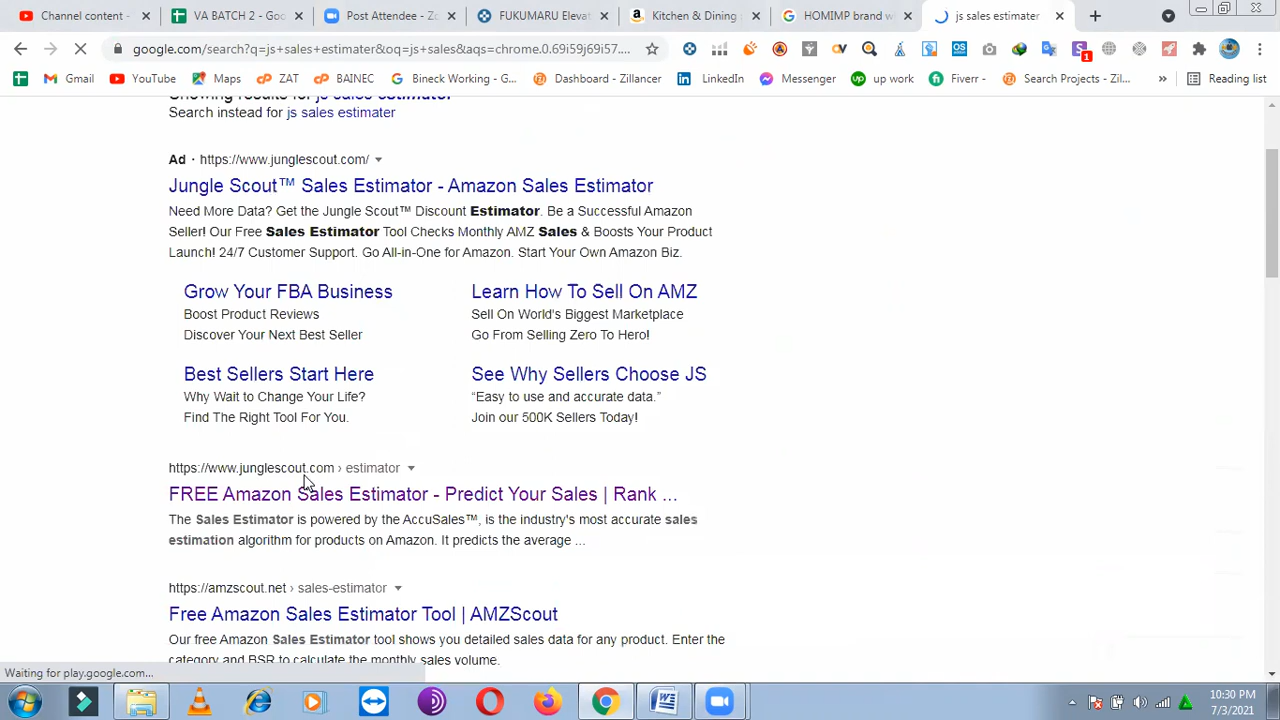 Channel content -
VA BATCH 2 - Goo
Post Attendee - Zo
FUKUMARU Elevat
Kitchen & Dining
HOMIMP brand w
js sales estimater
google.com/search?q=js+sales+estimater&oq=js+sales&aqs=chrome.0.69i59j69i57....
Gmail
YouTube
Maps
ZAT
BAINEC
Bineck Working - G...
Dashboard - Zillancer
LinkedIn
Messenger
up work
Fiverr -
Search Projects - Zil...
Reading list
Showing results for js sales estimator
Search instead for js sales estimater
Ad · https://www.junglescout.com/
Jungle Scout™ Sales Estimator - Amazon Sales Estimator
Need More Data? Get the Jungle Scout™ Discount Estimator. Be a Successful Amazon
Seller! Our Free Sales Estimator Tool Checks Monthly AMZ Sales & Boosts Your Product
Launch! 24/7 Customer Support. Go All-in-One for Amazon. Start Your Own Amazon Biz.
Grow Your FBA Business
Boost Product Reviews
Discover Your Next Best Seller
Learn How To Sell On AMZ
Sell On World's Biggest Marketplace
Go From Selling Zero To Hero!
Best Sellers Start Here
Why Wait to Change Your Life?
Find The Right Tool For You.
See Why Sellers Choose JS
“Easy to use and accurate data.”
Join our 500K Sellers Today!
https://www.junglescout.com › estimator
FREE Amazon Sales Estimator - Predict Your Sales | Rank ...
The Sales Estimator is powered by the AccuSales™, is the industry's most accurate sales
estimation algorithm for products on Amazon. It predicts the average ...
https://amzscout.net › sales-estimator
Free Amazon Sales Estimator Tool | AMZScout
Our free Amazon Sales Estimator tool shows you detailed sales data for any product. Enter the
category and BSR to calculate the monthly sales volume.
Waiting for play.google.com...
10:30 PM
7/3/2021